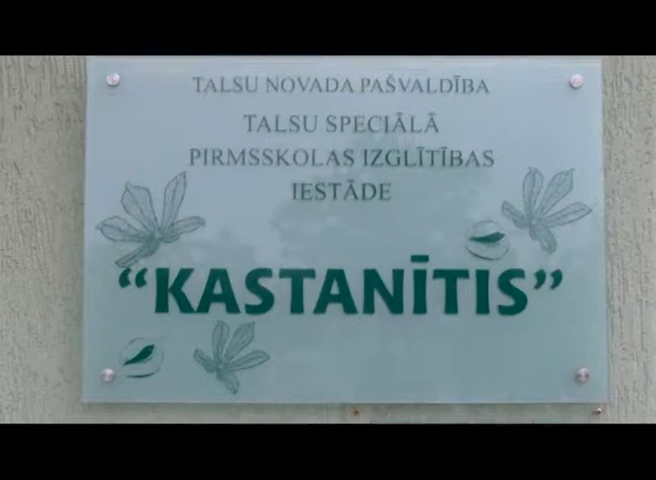 TALSU NOVADA PAŠVALDĪBA
TALSU SPECIĀLĀ
PIRMSSKOLAS IZGLĪTĪBAS
IESTĀDE
“KASTANĪTIS”